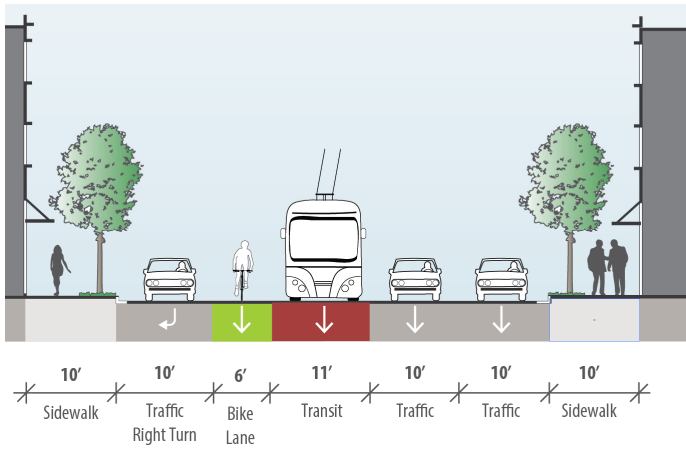 10′ 10′ 6′ 11′ 10′ 10′ 10′
Sidewalk Traffic Bike Transit Traffic Traffic Sidewalk
Right Turn Lane